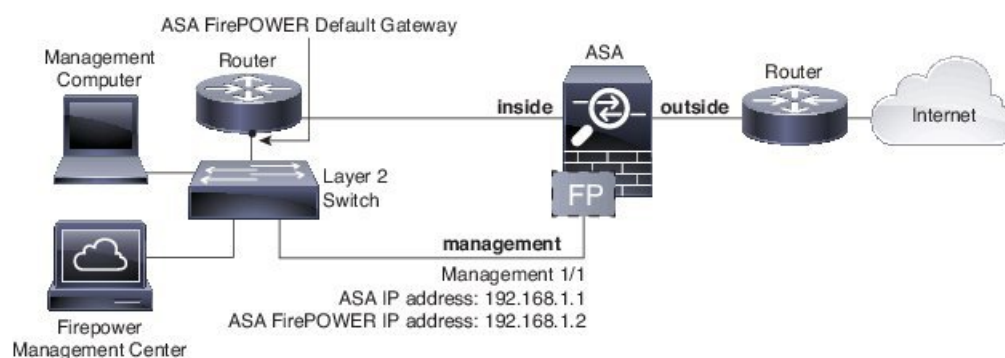 ASA FirePOWER Default Gateway
Management
Computer
Router
ASA
Router
inside
outside
Internet
Layer 2
Switch
FP
management
Management 1/1
ASA IP address: 192.168.1.1
ASA FirePOWER IP address: 192.168.1.2
Firepower
Management Center